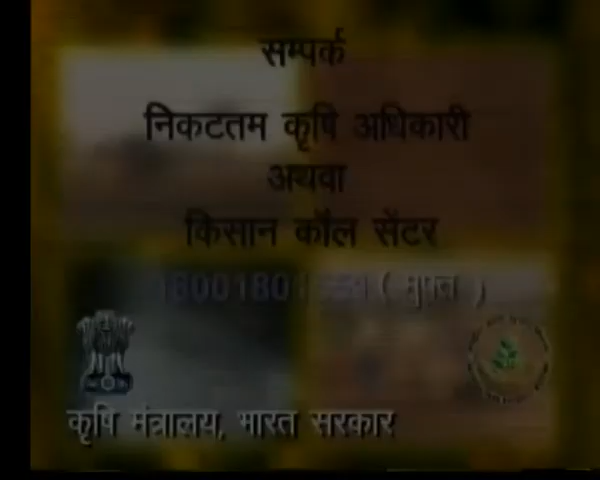 सम्पर्क
निकटतम कृषि अधिकारी
अथवा
किसान कॉल सेंटर
( मुफ्त )
कृषि मंत्रालय, भारत सरकार